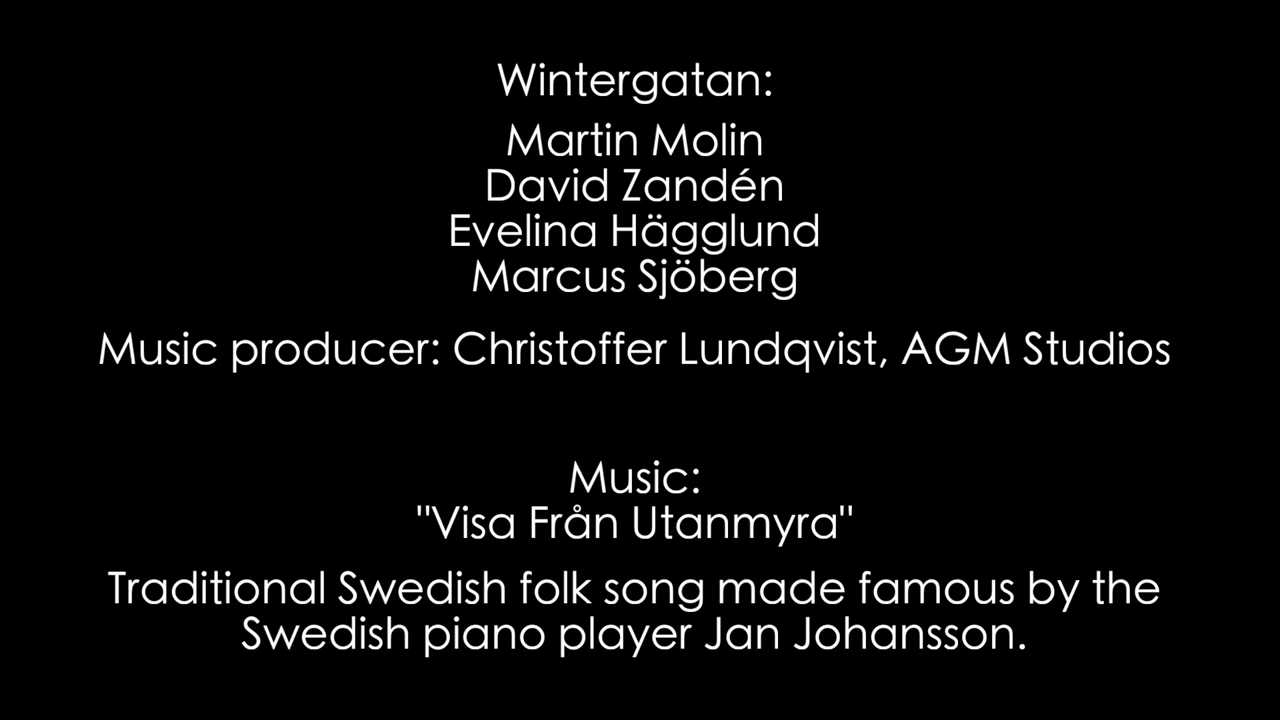 Wintergatan:
Martin Molin
David Zandén
Evelina Hägglund
Marcus Sjöberg
Music producer: Christoffer Lundqvist, AGM Studios
Music:
"Visa Från Utanmyra"
Traditional Swedish folk song made famous by the
Swedish piano player Jan Johansson.